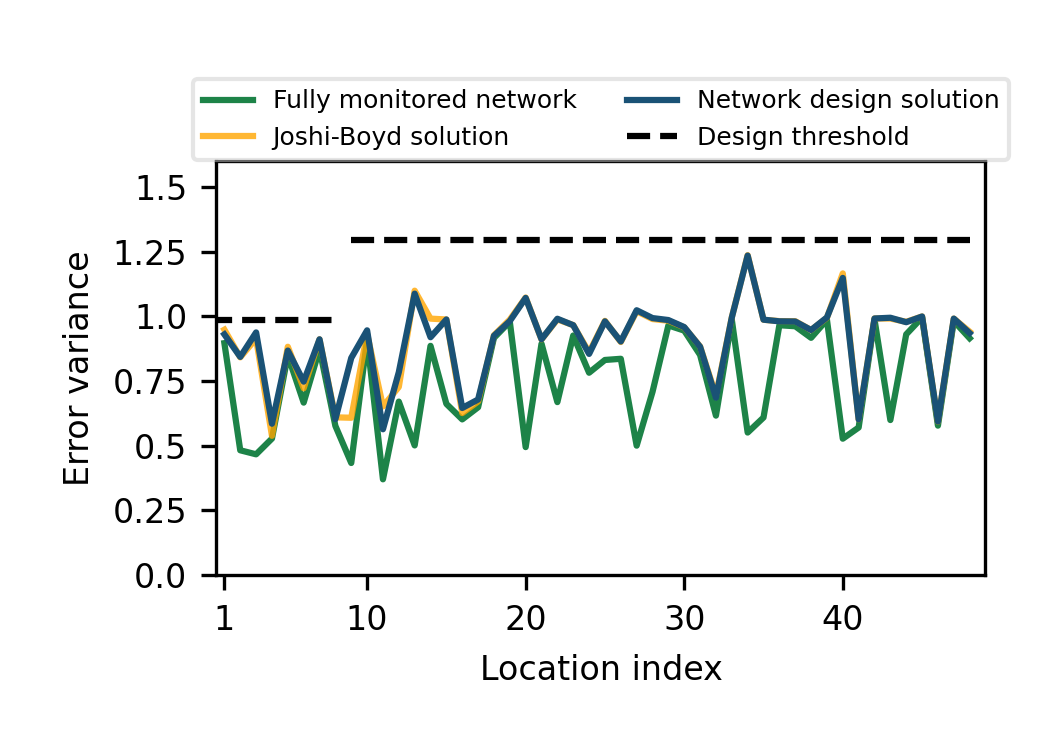 Fully monitored network
Network design solution
Joshi-Boyd solution
Design threshold
1.5
1.25
1.0
0.75
0.5
0.25
0.0
Error variance
1 10 20 30 40
Location index